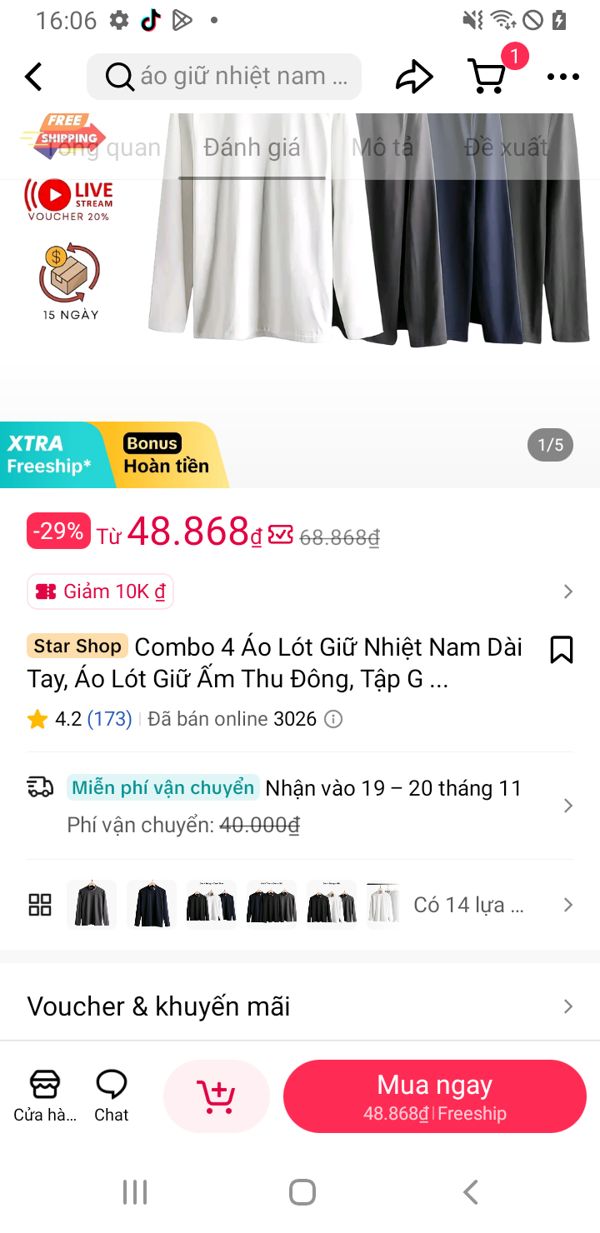 16:06
1
áo giữ nhiệt nam ...
FREE
SHIPPING
Tổng quan
Đánh giá
Mô tả
Đề xuất
LIVE
STREAM
VOUCHER 20%
$
15 NGÀY
XTRA
Freeship*
Bonus
Hoàn tiền
1/5
-29% Từ 48.868₫ 68.868₫
Giảm 10K ₫
Star Shop Combo 4 Áo Lót Giữ Nhiệt Nam Dài
Tay, Áo Lót Giữ Ấm Thu Đông, Tập G ...
4.2 (173) Đã bán online 3026
Miễn phí vận chuyển Nhận vào 19 – 20 tháng 11
Phí vận chuyển: 40.000₫
Có 14 lựa ...
Voucher & khuyến mãi
Cửa hà...
Chat
Mua ngay
48.868₫ | Freeship